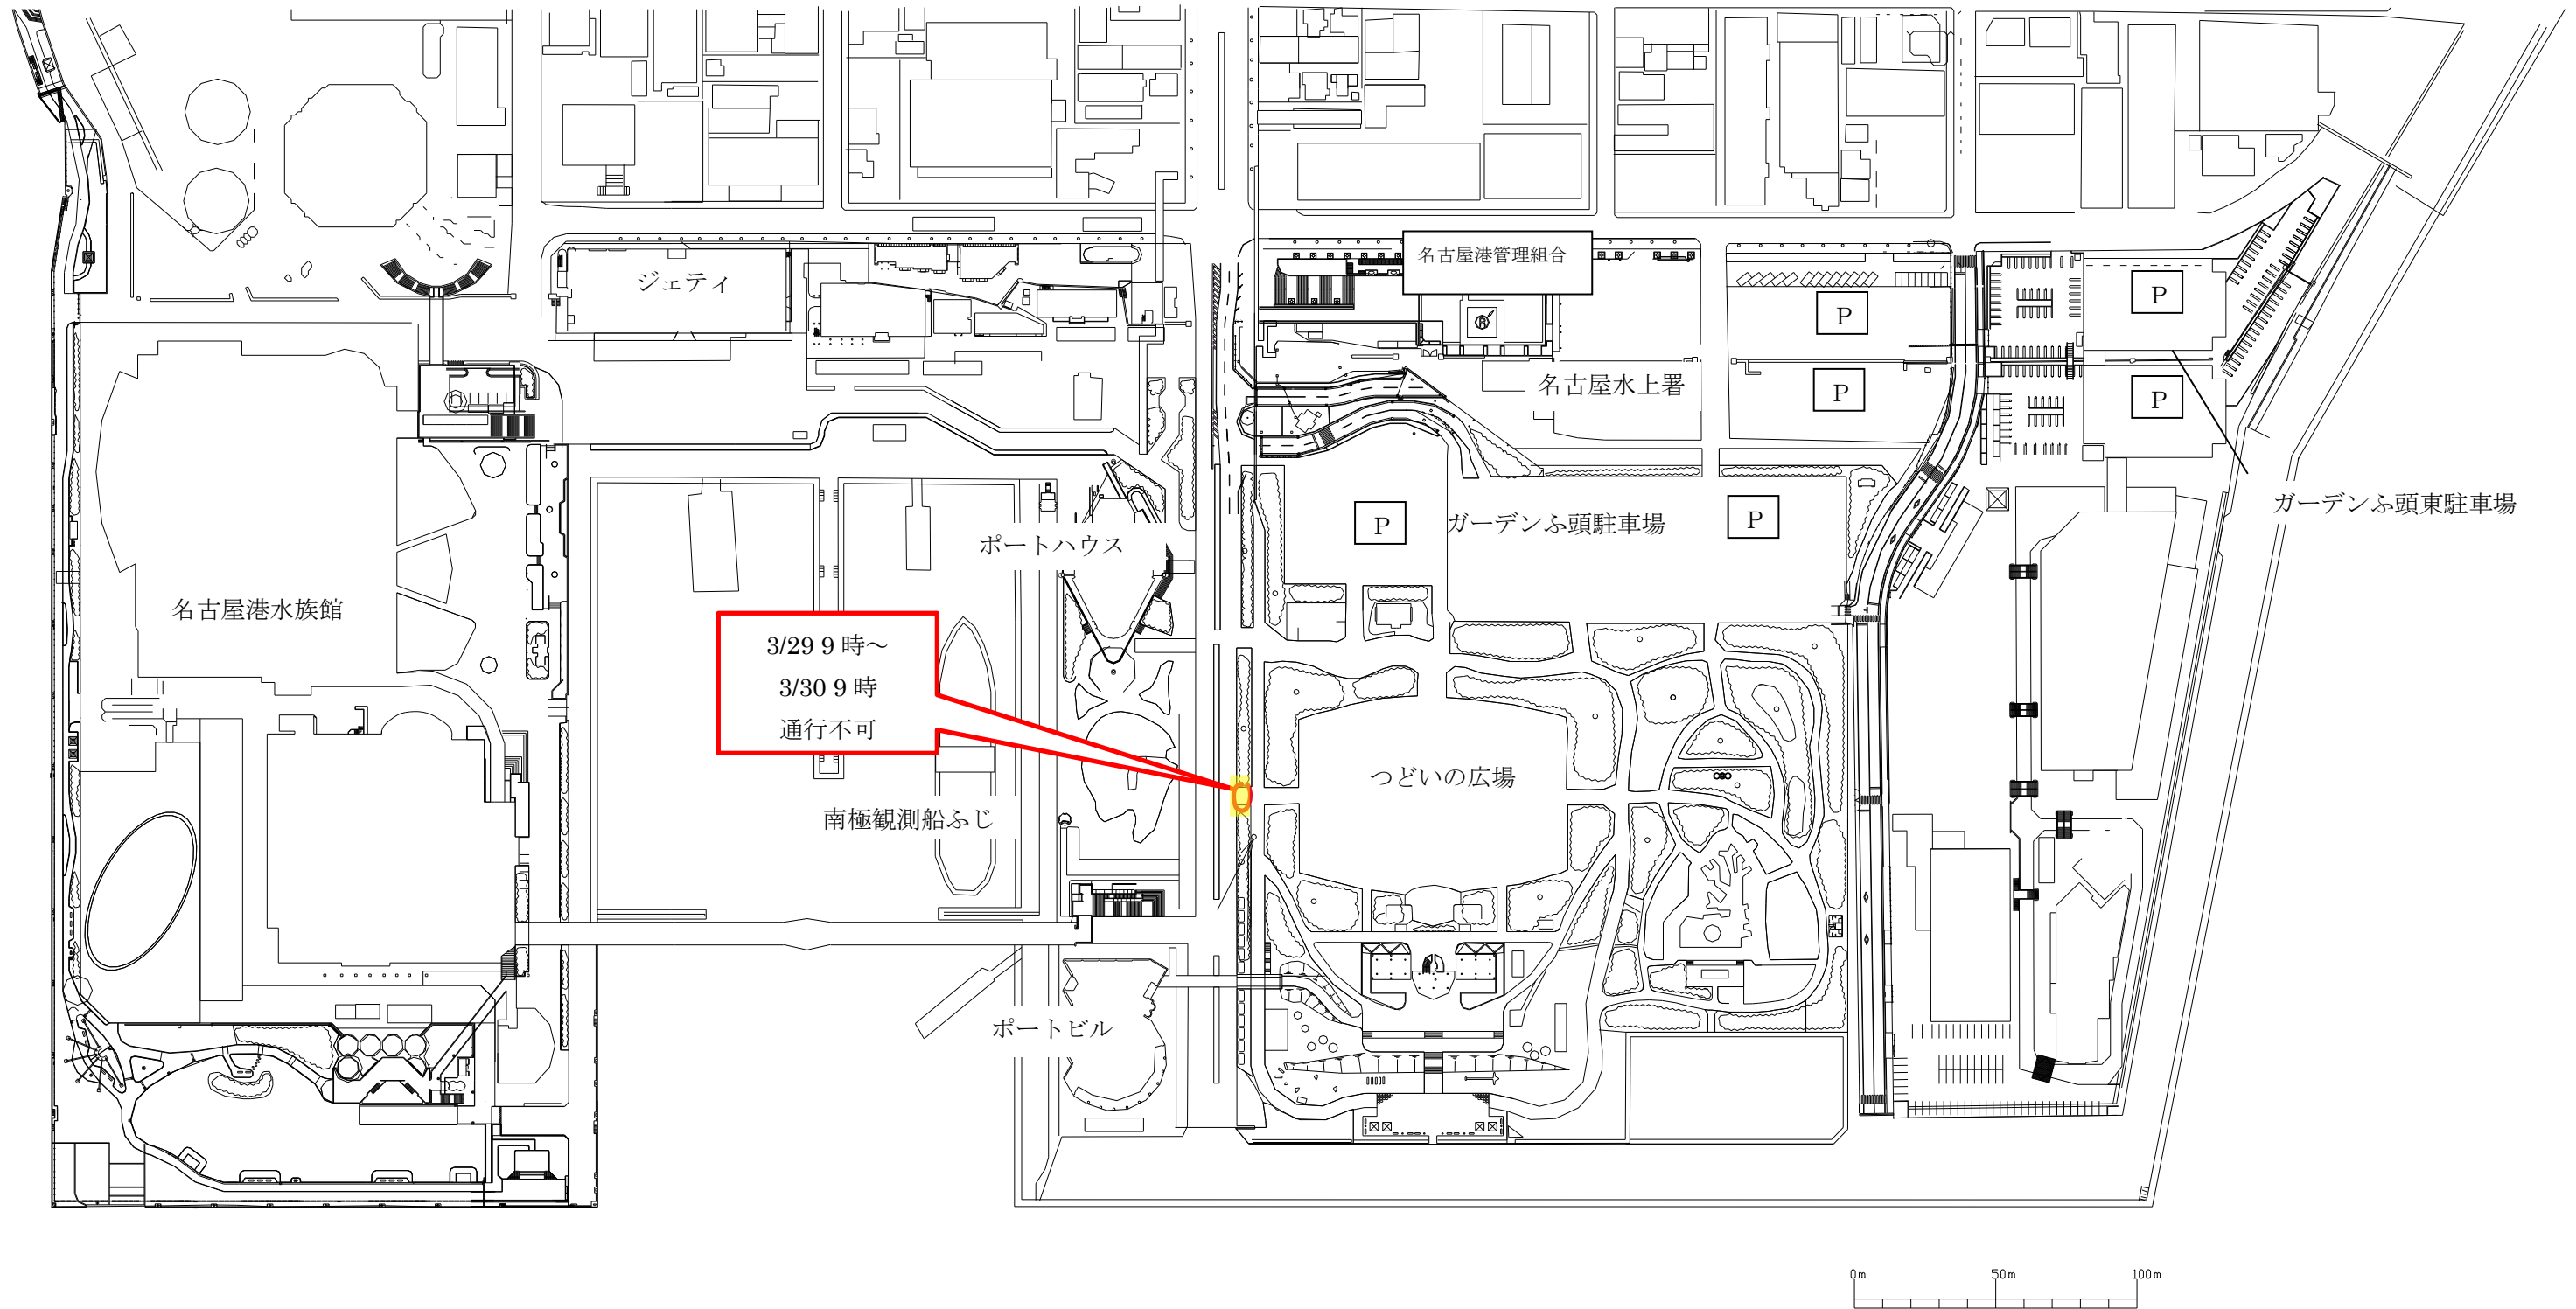 名古屋港管理組合
ジェティ
P
P
名古屋水上署
P
P
ガーデンふ頭東駐車場
P
ガーデンふ頭駐車場
P
ポートハウス
名古屋港水族館
3/29 9時～
3/30 9時
通行不可
つどいの広場
南極観測船ふじ
ポートビル
0m 50m 100m